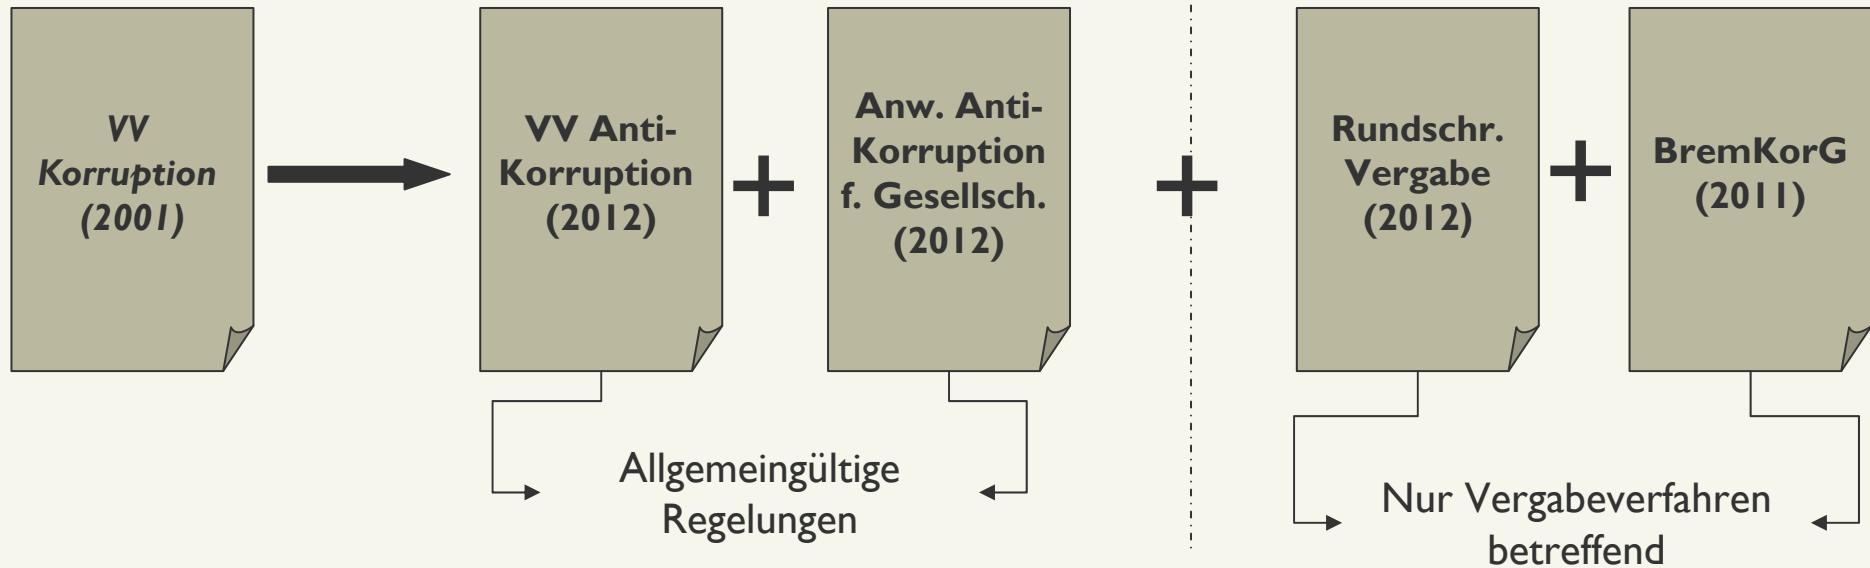 VV
Korruption
(2001)
VV Anti-
Korruption
(2012)
+
Anw. Anti-
Korruption
f. Gesellsch.
(2012)
+
Rundschr.
Vergabe
(2012)
+
BremKorG
(2011)
Allgemeingültige
Regelungen
Nur Vergabeverfahren
betreffend